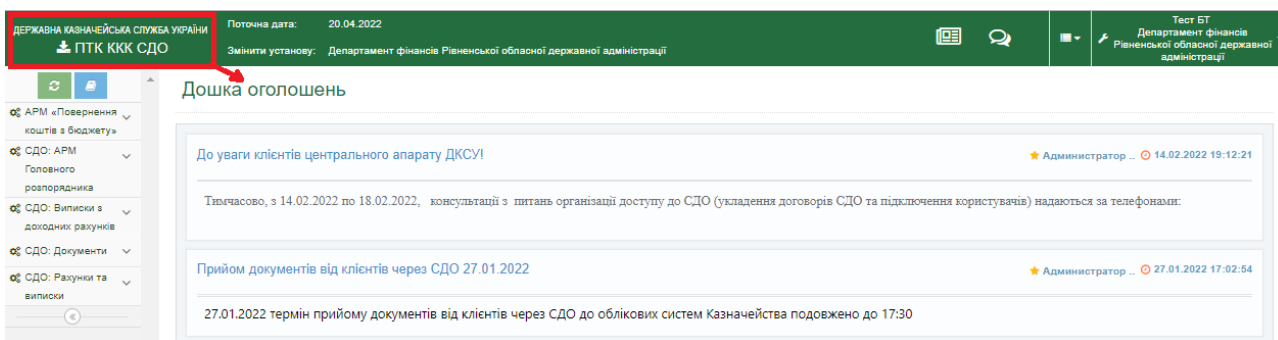 ДЕРЖАВНА КАЗНАЧЕЙСЬКА СЛУЖБА УКРАЇНИ
ПТК ККК СДО
Поточна дата: 20.04.2022
Змінити установу: Департамент фінансів Рівненської обласної державної адміністрації
Тест БТ
Департамент фінансів
Рівненської обласної державної
адміністрації
АРМ «Повернення
коштів з бюджету»
СДО: АРМ
Головного
розпорядника
СДО: Виписки з
доходних рахунків
СДО: Документи
СДО: Рахунки та
виписки
Дошка оголошень
До уваги клієнтів центрального апарату ДКСУ!
Администратор .. 14.02.2022 19:12:21
Тимчасово, з 14.02.2022 по 18.02.2022, консультації з питань організації доступу до СДО (укладення договорів СДО та підключення користувачів) надаються за телефонами:
Прийом документів від клієнтів через СДО 27.01.2022
Администратор .. 27.01.2022 17:02:54
27.01.2022 термін прийому документів від клієнтів через СДО до облікових систем Казначейства подовжено до 17:30